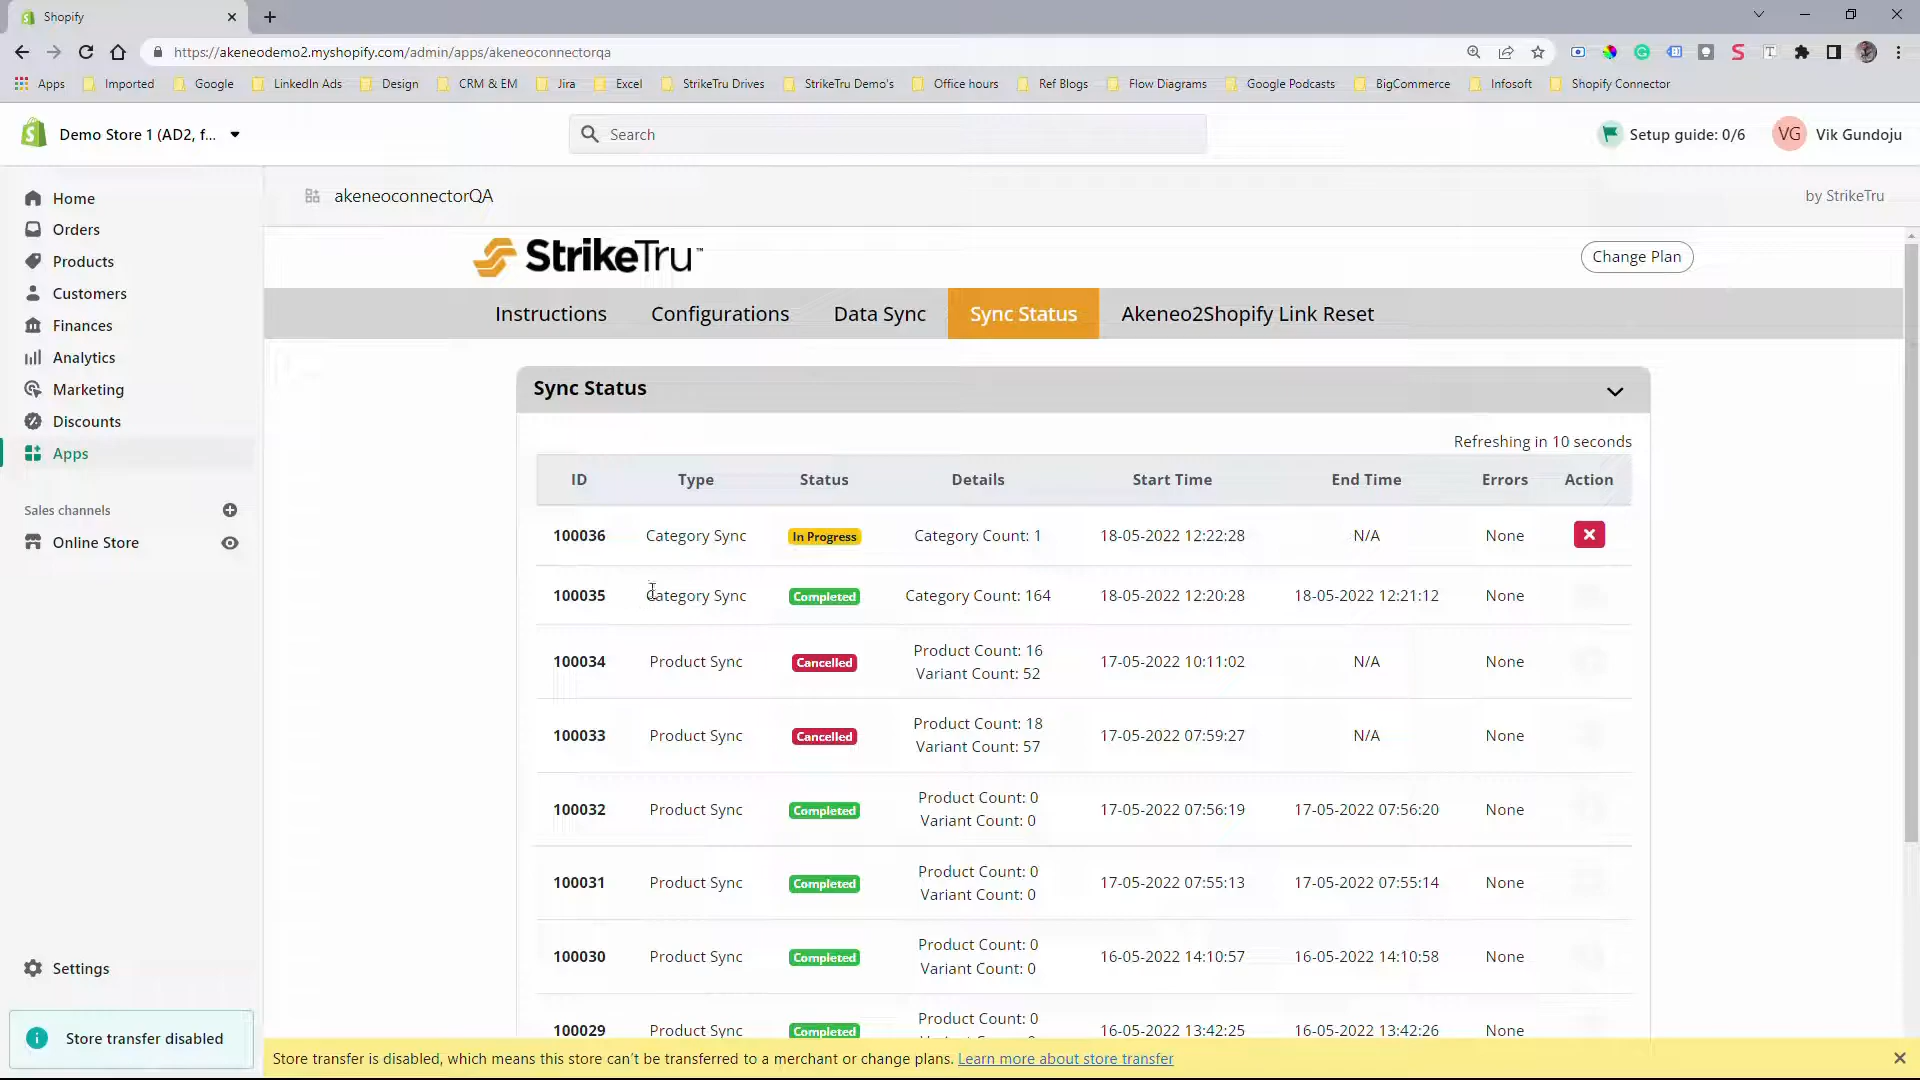 Shopify
https://akeneodemo2.myshopify.com/admin/apps/akeneoconnectorqa
Apps Imported Google LinkedIn Ads Design CRM & EM Jira Excel StrikeTru Drives StrikeTru Demo's Office hours Ref Blogs Flow Diagrams Google Podcasts BigCommerce Infosoft Shopify Connector
Demo Store 1 (AD2, f... Search Setup guide: 0/6 VG Vik Gundoju
Home
Orders
Products
Customers
Finances
Analytics
Marketing
Discounts
Apps
Sales channels
Online Store
Settings
Store transfer disabled
akeneoconnectorQA by StrikeTru
StrikeTru™ Change Plan
Instructions Configurations Data Sync Sync Status Akeneo2Shopify Link Reset
Sync Status
Refreshing in 10 seconds
ID Type Status Details Start Time End Time Errors Action
100036 Category Sync In Progress Category Count: 1 18-05-2022 12:22:28 N/A None
100035 Category Sync Completed Category Count: 164 18-05-2022 12:20:28 18-05-2022 12:21:12 None
100034 Product Sync Cancelled Product Count: 16 17-05-2022 10:11:02 N/A None
Variant Count: 52
100033 Product Sync Cancelled Product Count: 18 17-05-2022 07:59:27 N/A None
Variant Count: 57
100032 Product Sync Completed Product Count: 0 17-05-2022 07:56:19 17-05-2022 07:56:20 None
Variant Count: 0
100031 Product Sync Completed Product Count: 0 17-05-2022 07:55:13 17-05-2022 07:55:14 None
Variant Count: 0
100030 Product Sync Completed Product Count: 0 16-05-2022 14:10:57 16-05-2022 14:10:58 None
Variant Count: 0
100029 Product Sync Completed Product Count: 0 16-05-2022 13:42:25 16-05-2022 13:42:26 None
Store transfer is disabled, which means this store can't be transferred to a merchant or change plans. Learn more about store transfer